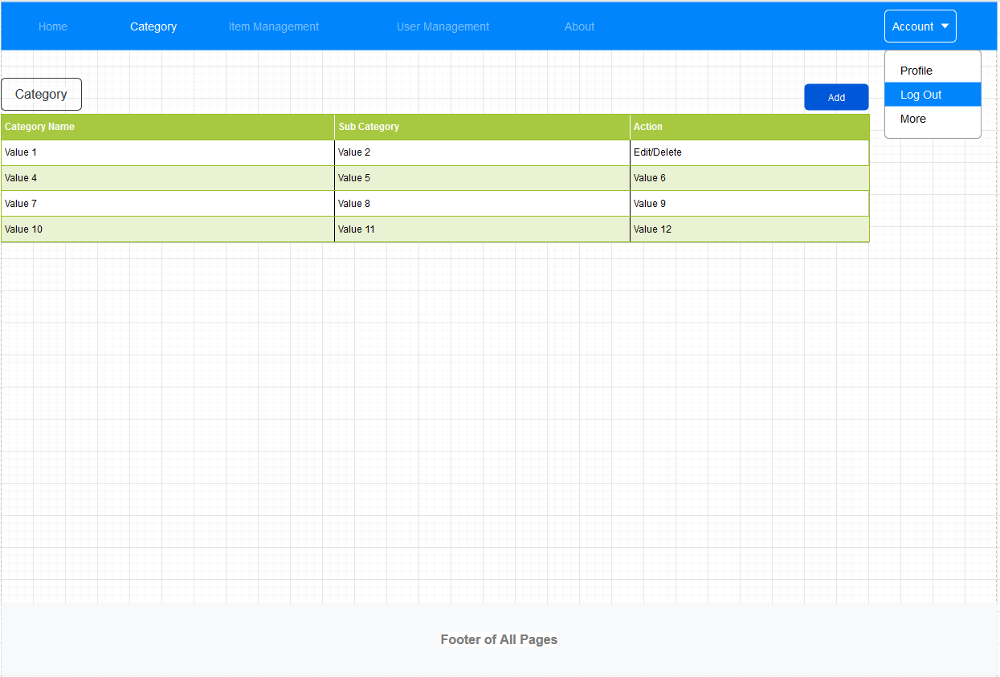 Home Category Item Management User Management About Account
Profile
Log Out
More
Category
Add
Category Name Sub Category Action
Value 1 Value 2 Edit/Delete
Value 4 Value 5 Value 6
Value 7 Value 8 Value 9
Value 10 Value 11 Value 12
Footer of All Pages